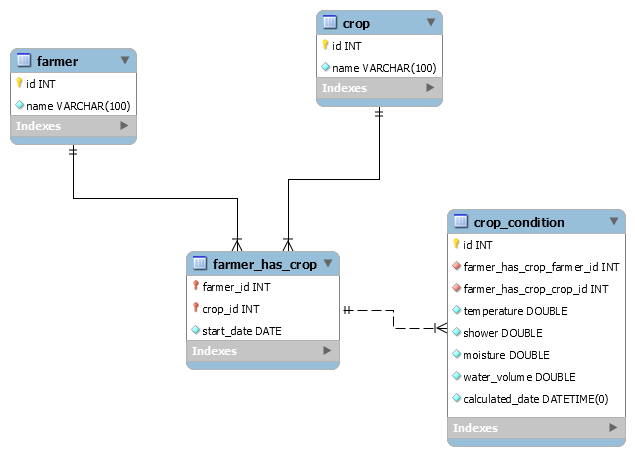 farmer
id INT
name VARCHAR(100)
Indexes
crop
id INT
name VARCHAR(100)
Indexes
farmer_has_crop
farmer_id INT
crop_id INT
start_date DATE
Indexes
crop_condition
id INT
farmer_has_crop_farmer_id INT
farmer_has_crop_crop_id INT
temperature DOUBLE
shower DOUBLE
moisture DOUBLE
water_volume DOUBLE
calculated_date DATETIME(0)
Indexes